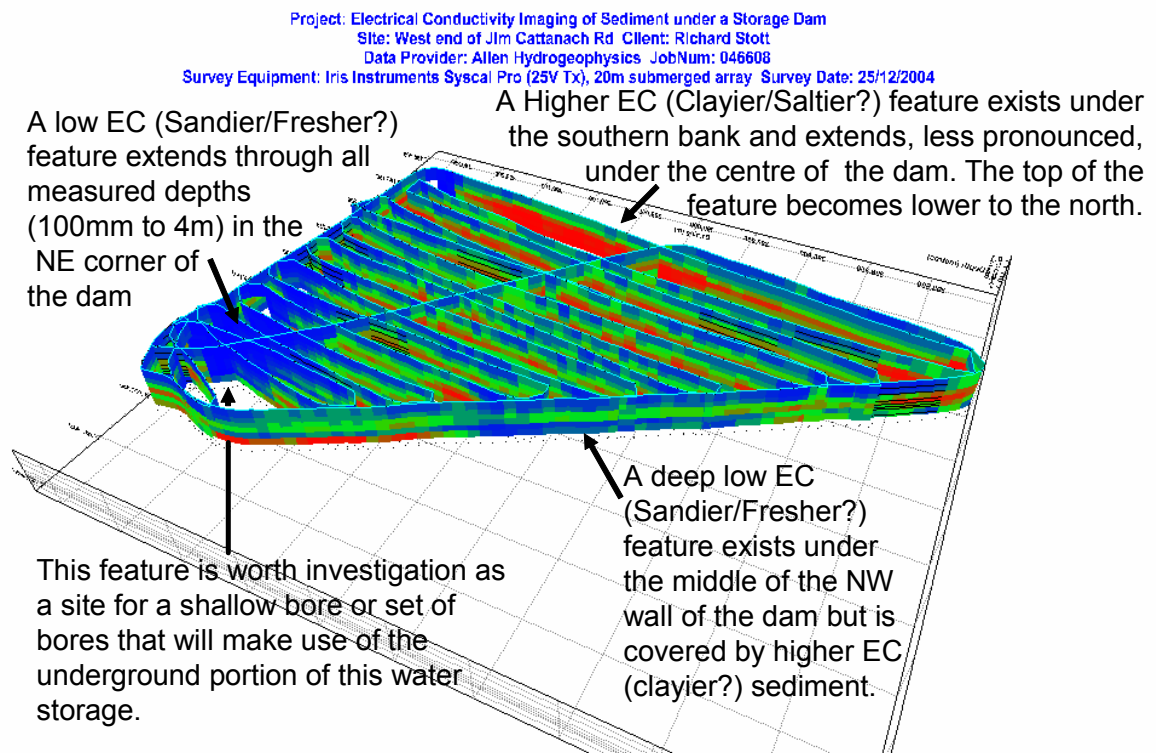 Project: Electrical Conductivity Imaging of Sediment under a Storage Dam
Site: West end of Jim Cattanach Rd Client: Richard Stott
Data Provider: Allen Hydrogeophysics JobNum: 046608
Survey Equipment: Iris Instruments Syscal Pro (25V Tx), 20m submerged array Survey Date: 25/12/2004
A low EC (Sandier/Fresher?)
feature extends through all
measured depths
(100mm to 4m) in the
NE corner of
the dam
A Higher EC (Clayier/Saltier?) feature exists under
the southern bank and extends, less pronounced,
under the centre of the dam. The top of the
feature becomes lower to the north.
This feature is worth investigation as
a site for a shallow bore or set of
bores that will make use of the
underground portion of this water
storage.
A deep low EC
(Sandier/Fresher?)
feature exists under
the middle of the NW
wall of the dam but is
covered by higher EC
(clayier?) sediment.